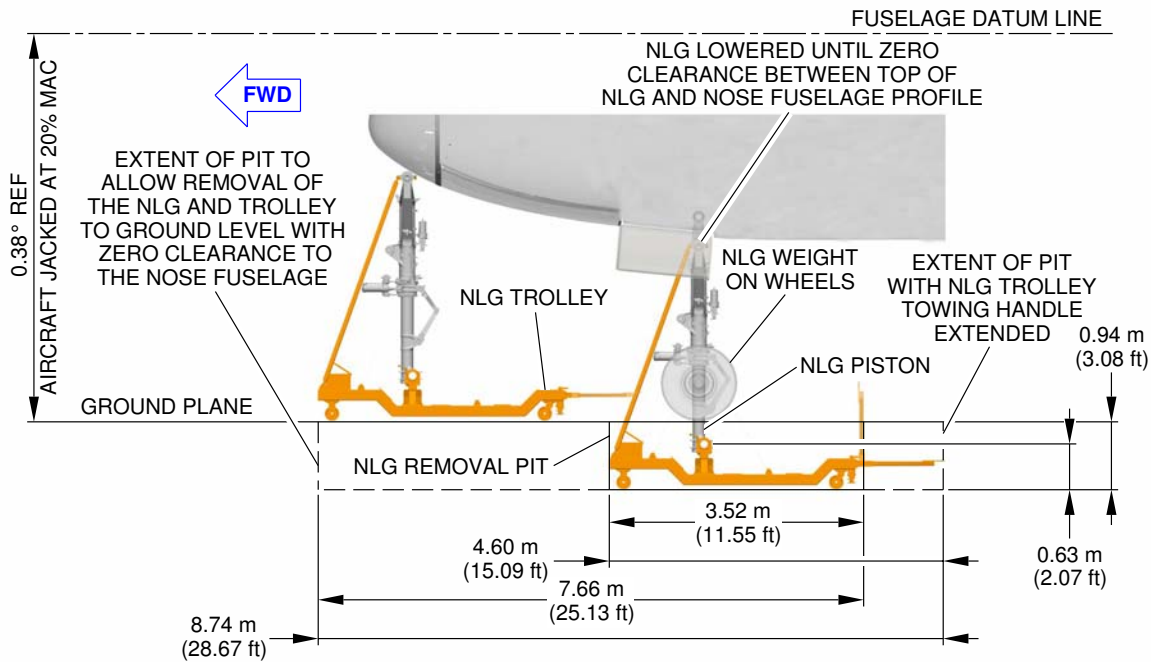 FUSELAGE DATUM LINE
NLG LOWERED UNTIL ZERO
CLEARANCE BETWEEN TOP OF
NLG AND NOSE FUSELAGE PROFILE
FWD
0.38° REF
AIRCRAFT JACKED AT 20% MAC
EXTENT OF PIT TO
ALLOW REMOVAL OF
THE NLG AND TROLLEY
TO GROUND LEVEL WITH
ZERO CLEARANCE TO
THE NOSE FUSELAGE
NLG TROLLEY
NLG WEIGHT
ON WHEELS
EXTENT OF PIT
WITH NLG TROLLEY
TOWING HANDLE
EXTENDED
0.94 m
(3.08 ft)
NLG PISTON
GROUND PLANE
NLG REMOVAL PIT
3.52 m
(11.55 ft)
4.60 m
(15.09 ft)
0.63 m
(2.07 ft)
7.66 m
(25.13 ft)
8.74 m
(28.67 ft)